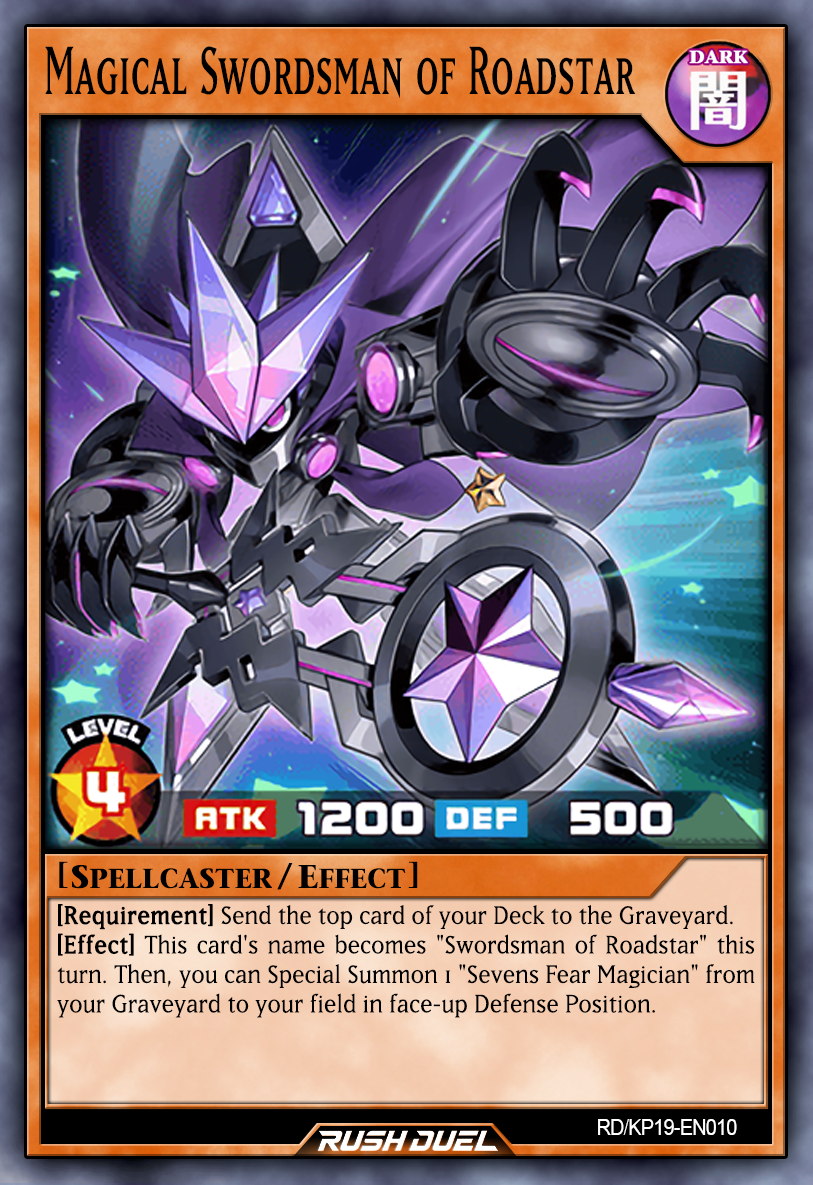 Magical Swordsman of Roadstar
DARK
闇
LEVEL
4
ATK 1200 DEF 500
[Spellcaster / Effect]
[Requirement] Send the top card of your Deck to the Graveyard.
[Effect] This card's name becomes "Swordsman of Roadstar" this
turn. Then, you can Special Summon 1 "Sevens Fear Magician" from
your Graveyard to your field in face-up Defense Position.
RD/KP19-EN010
RUSH DUEL